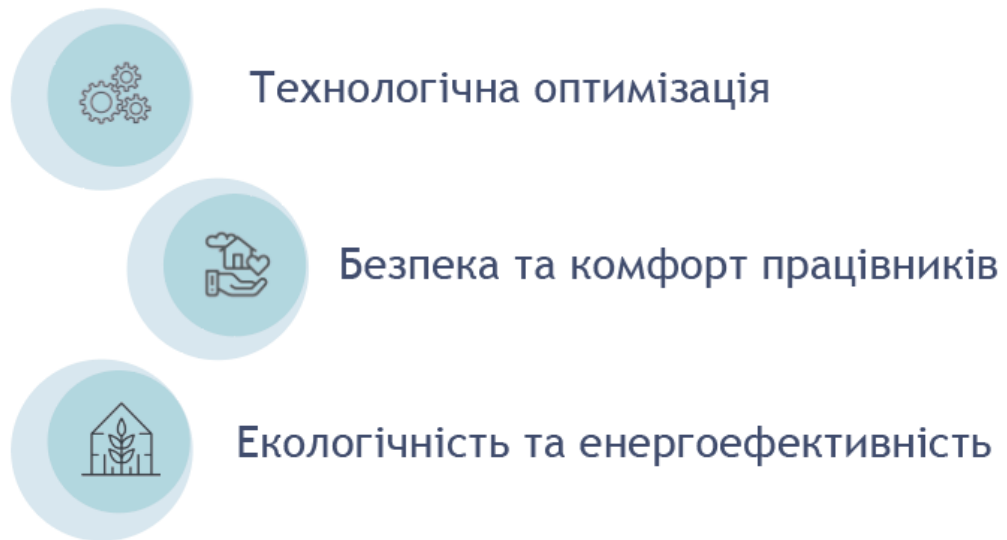 Технологічна оптимізація
Безпека та комфорт працівників
Екологічність та енергоефективність